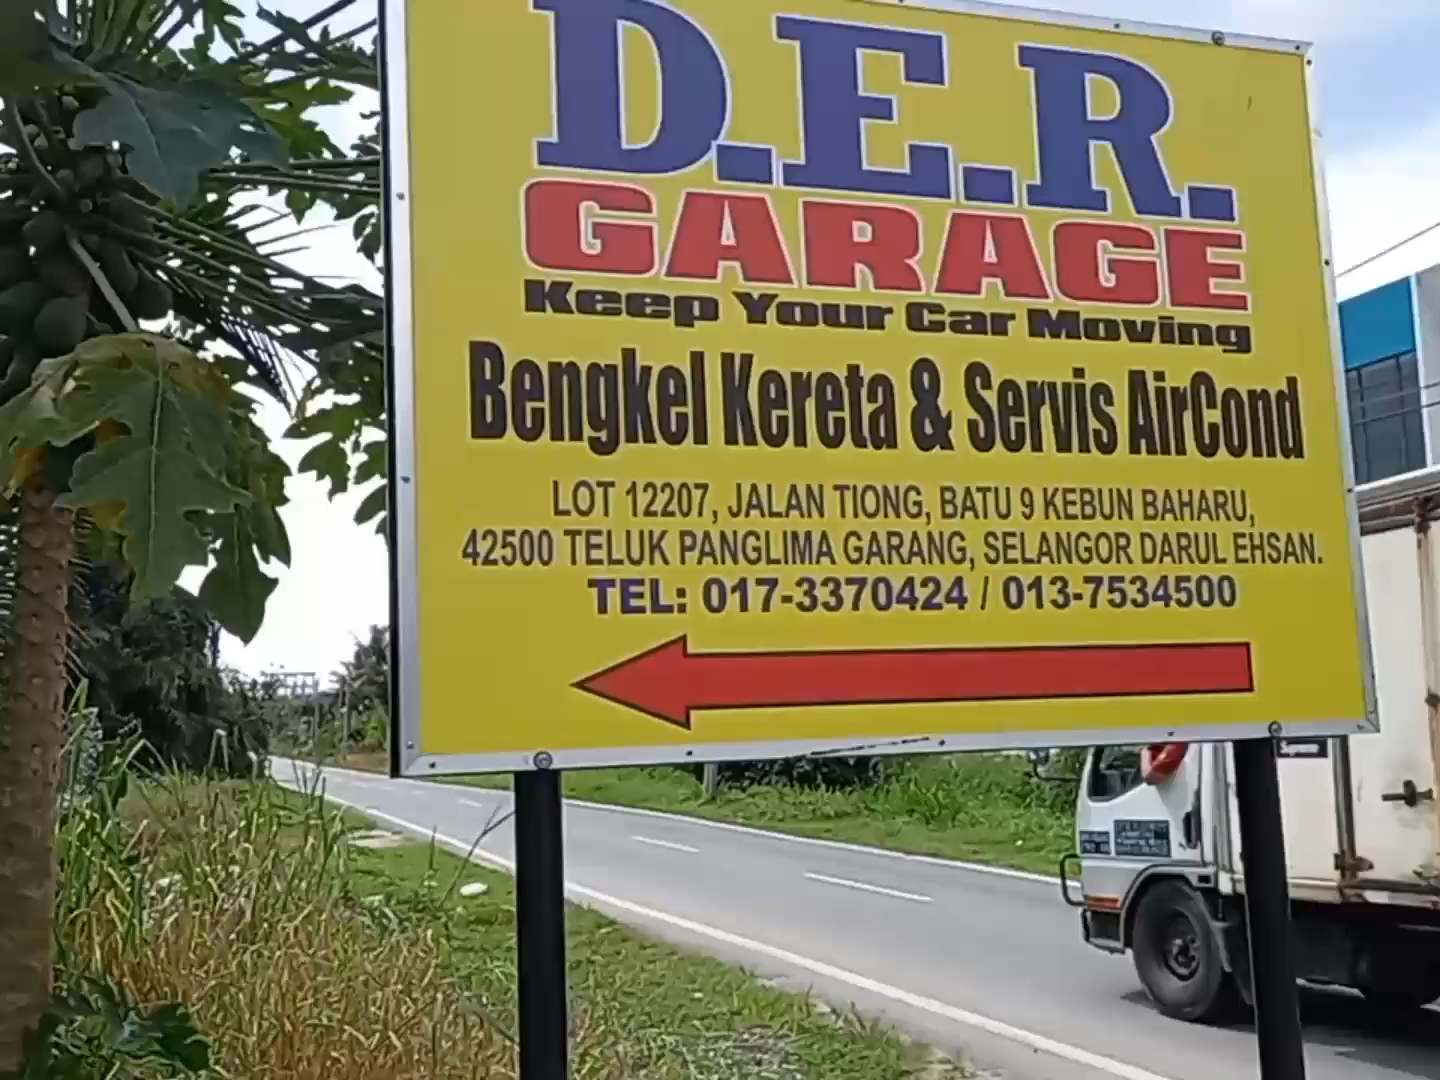 D.E.R.
GARAGE
Keep Your Car Moving
Bengkel Kereta & Servis AirCond
LOT 12207, JALAN TIONG, BATU 9 KEBUN BAHARU,
42500 TELUK PANGLIMA GARANG, SELANGOR DARUL EHSAN.
TEL: 017-3370424 / 013-7534500
Supreme